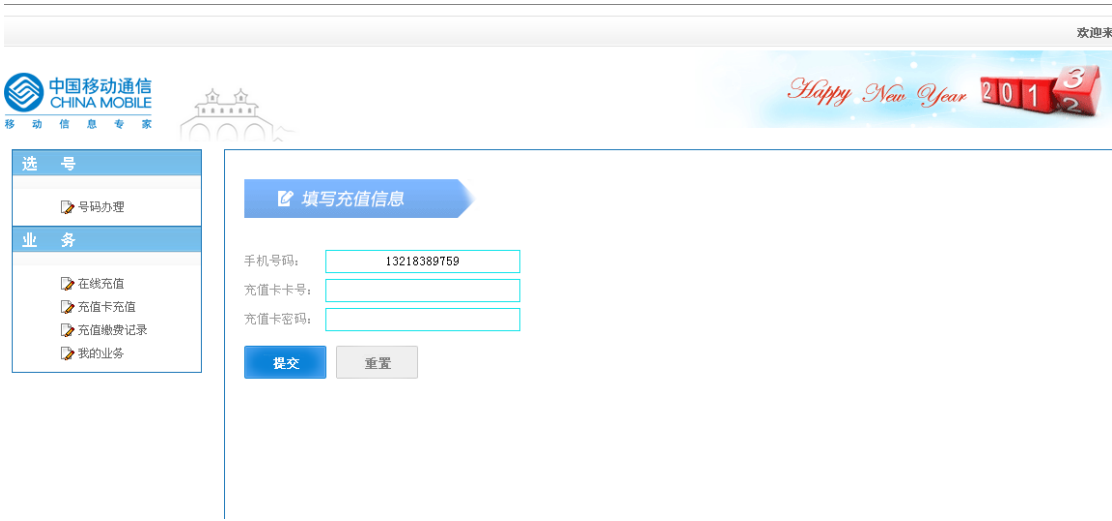 欢迎来
中国移动通信
CHINA MOBILE
移动信息专家
Happy New Year 2013
2
选 号
号码办理
业 务
在线充值
充值卡充值
充值缴费记录
我的业务
填写充值信息
手机号码: 13218389759
充值卡卡号:
充值卡密码:
提交 重置